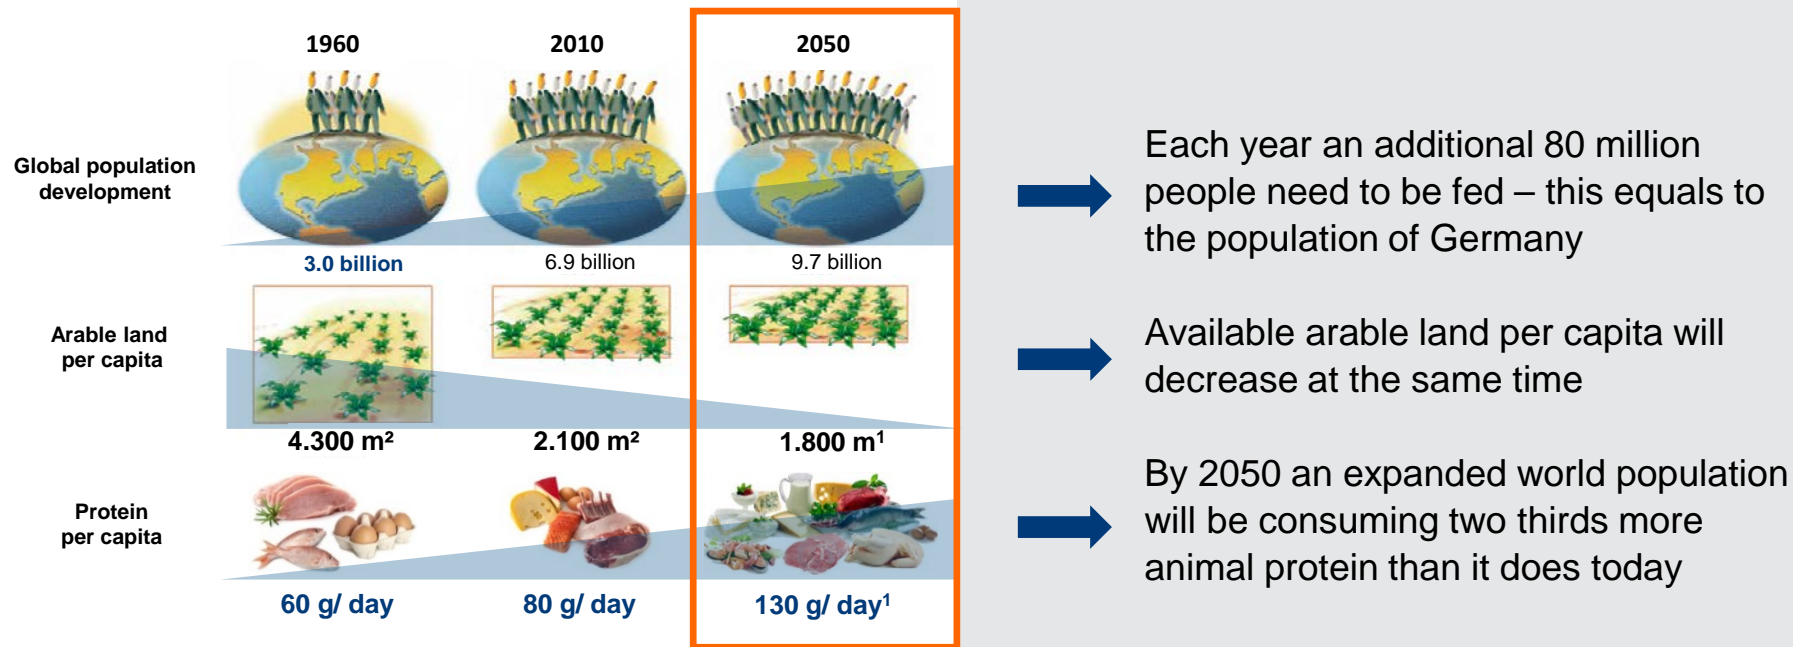 1960
2010
2050
Global population
development
3.0 billion
6.9 billion
9.7 billion
Arable land
per capita
4.300 m²
2.100 m²
1.800 m¹
Protein
per capita
60 g/ day
80 g/ day
130 g/ day¹
Each year an additional 80 million
people need to be fed – this equals to
the population of Germany
Available arable land per capita will
decrease at the same time
By 2050 an expanded world population
will be consuming two thirds more
animal protein than it does today